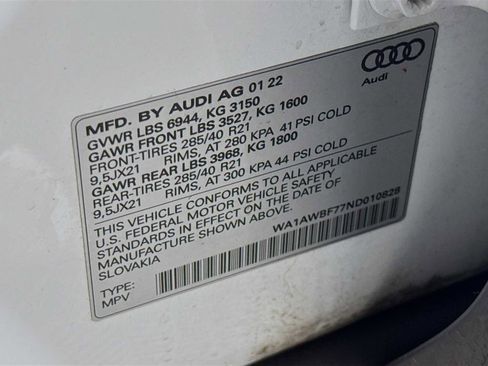 MFD. BY AUDI AG 01 22
GVWR LBS 6944, KG 3150
GAWR FRONT LBS 3527, KG 1600
FRONT-TIRES 285/40 R21
9,5JX21 RIMS, AT 280 KPA 41 PSI COLD
GAWR REAR LBS 3968, KG 1800
REAR-TIRES 285/40 R21
9,5JX21 RIMS, AT 300 KPA 44 PSI COLD
THIS VEHICLE CONFORMS TO ALL APPLICABLE
U.S. FEDERAL MOTOR VEHICLE SAFETY
STANDARDS IN EFFECT ON THE DATE OF
MANUFACTURE SHOWN ABOVE.
SLOVAKIA
WA1AWBF77ND010828
TYPE:
MPV
Audi